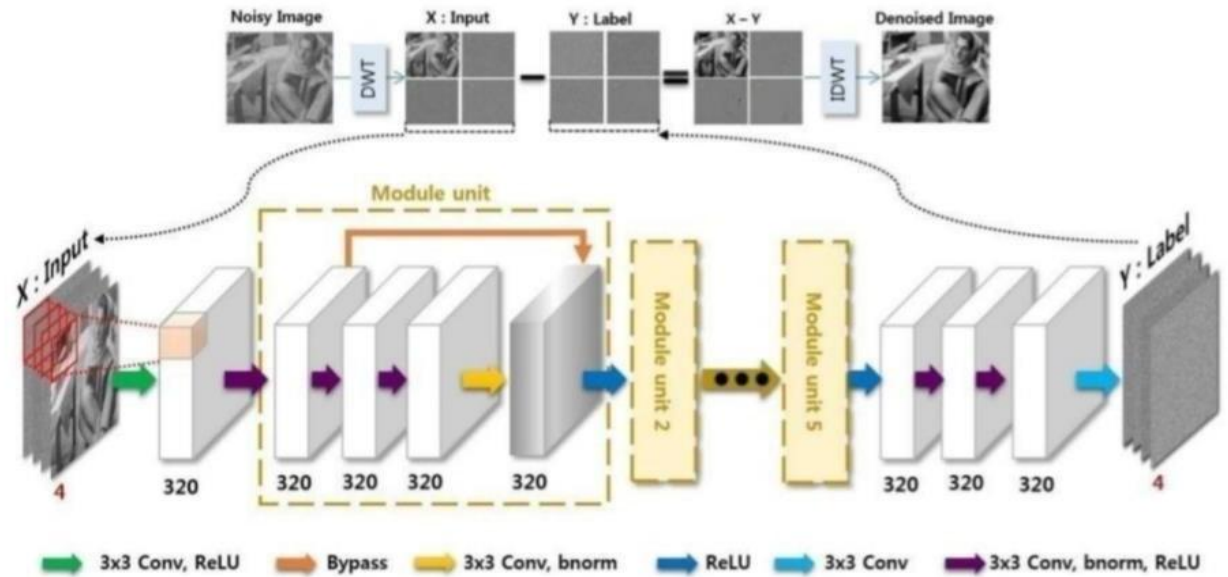 Noisy Image
X : Input
Y : Label
X – Y
Denoised Image
DWT
IDWT
Module unit
X : Input
Y : Label
Module unit 2
Module unit 5
4
320
320
320
320
320
320
320
320
4
3x3 Conv, ReLU
Bypass
3x3 Conv, bnorm
ReLU
3x3 Conv
3x3 Conv, bnorm, ReLU